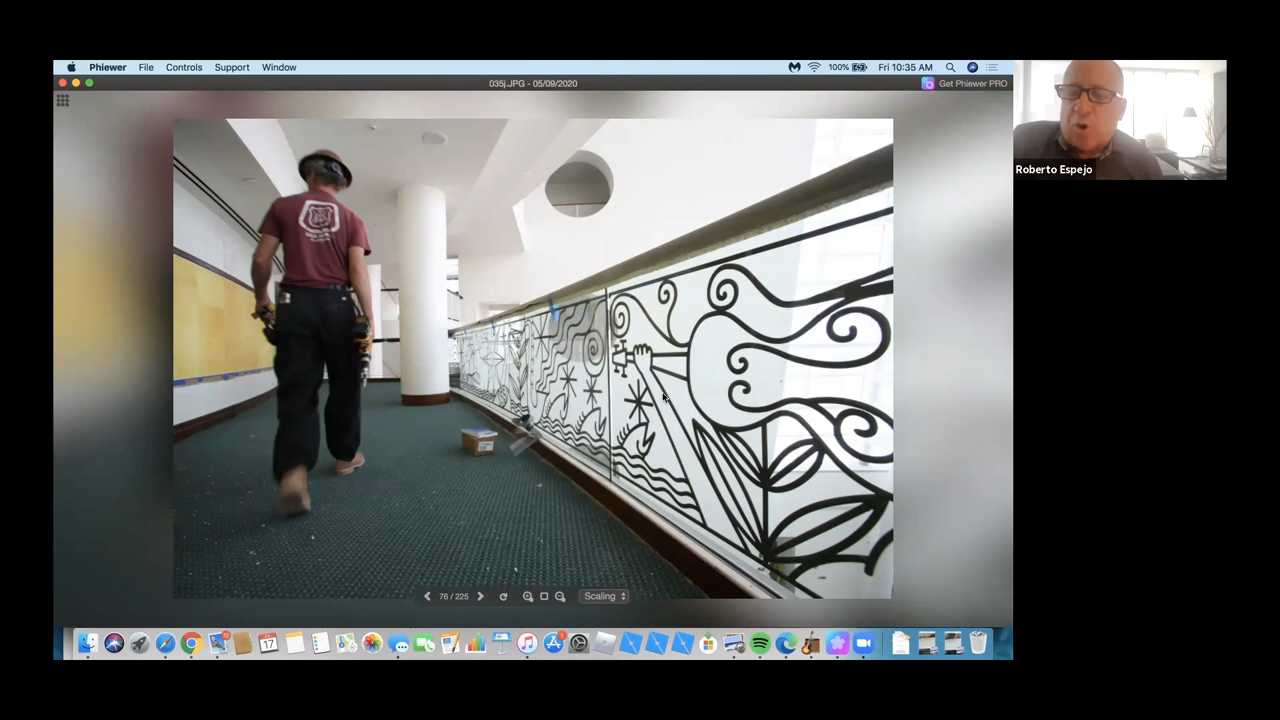 Phiewer File Controls Support Window 100% Fri 10:35 AM
035j.JPG - 05/09/2020 Get Phiewer PRO
Roberto Espejo
76 / 225 Scaling
17